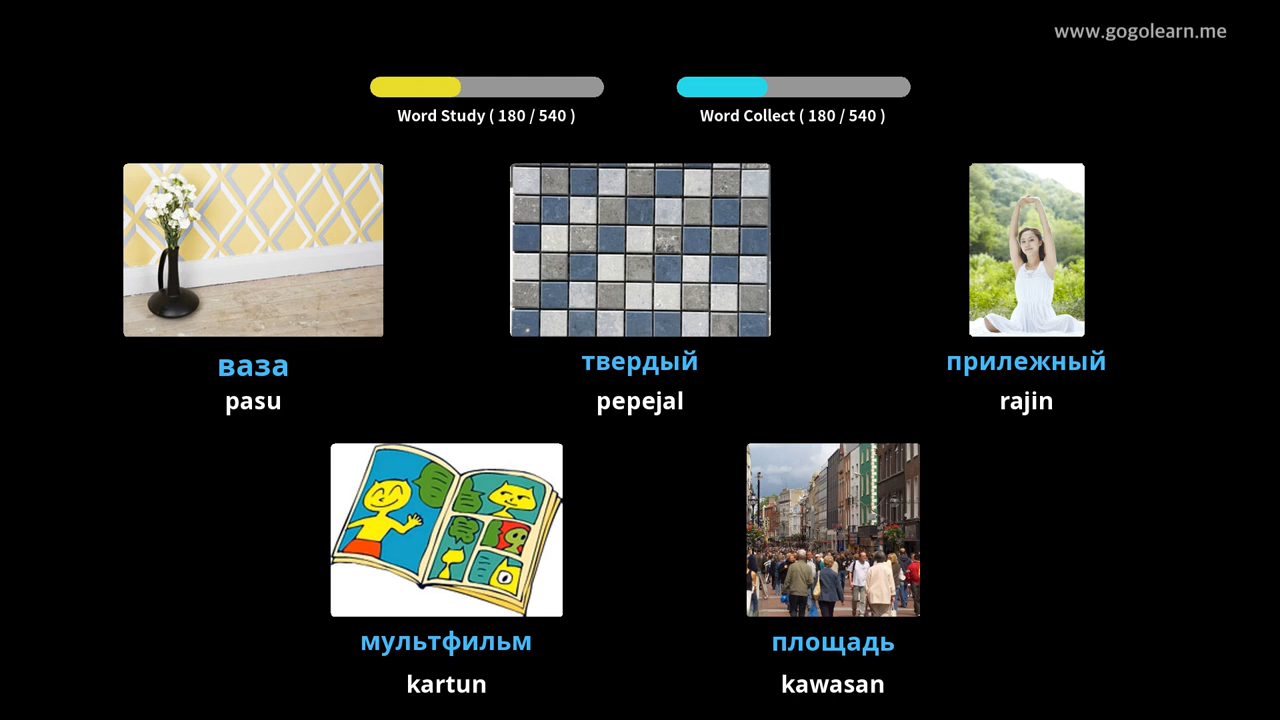 www.gogolearn.me
Word Study ( 180 / 540 )
Word Collect ( 180 / 540 )
ваза
pasu
твердый
pepejal
прилежный
rajin
мультфильм
kartun
площадь
kawasan